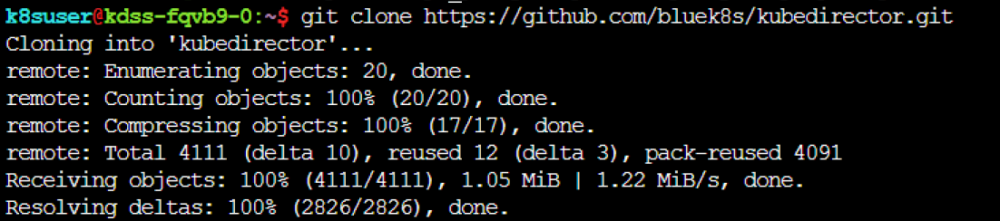 k8suser@kdss-fqvb9-0:~$ git clone https://github.com/bluek8s/kubedirector.git
Cloning into 'kubedirector'...
remote: Enumerating objects: 20, done.
remote: Counting objects: 100% (20/20), done.
remote: Compressing objects: 100% (17/17), done.
remote: Total 4111 (delta 10), reused 12 (delta 3), pack-reused 4091
Receiving objects: 100% (4111/4111), 1.05 MiB | 1.22 MiB/s, done.
Resolving deltas: 100% (2826/2826), done.